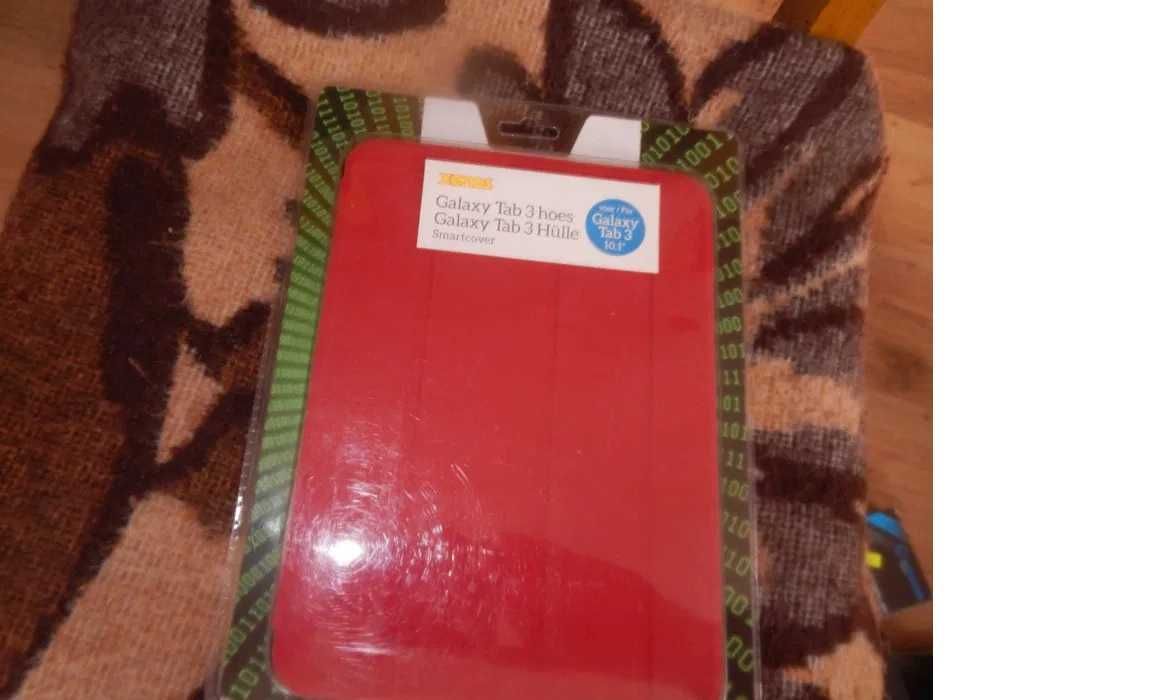 Xenos
Galaxy Tab 3 hoes
Galaxy Tab 3 Hülle
Smartcover
voor / Für
Galaxy
Tab 3
10.1"